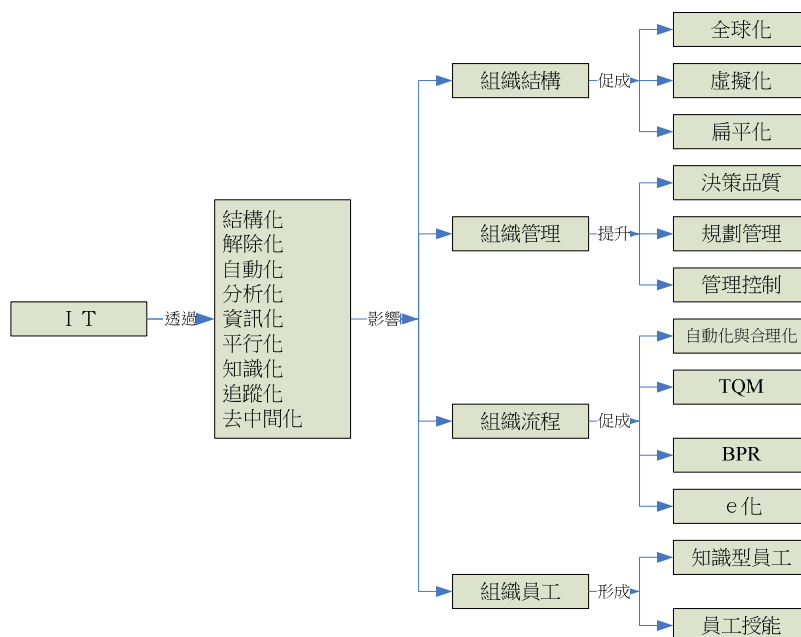 ＩＴ
透過
結構化
解除化
自動化
分析化
資訊化
平行化
知識化
追蹤化
去中間化
影響
組織結構
促成
全球化
虛擬化
扁平化
組織管理
提升
決策品質
規劃管理
管理控制
組織流程
促成
自動化與合理化
TQM
BPR
ｅ化
組織員工
形成
知識型員工
員工授能